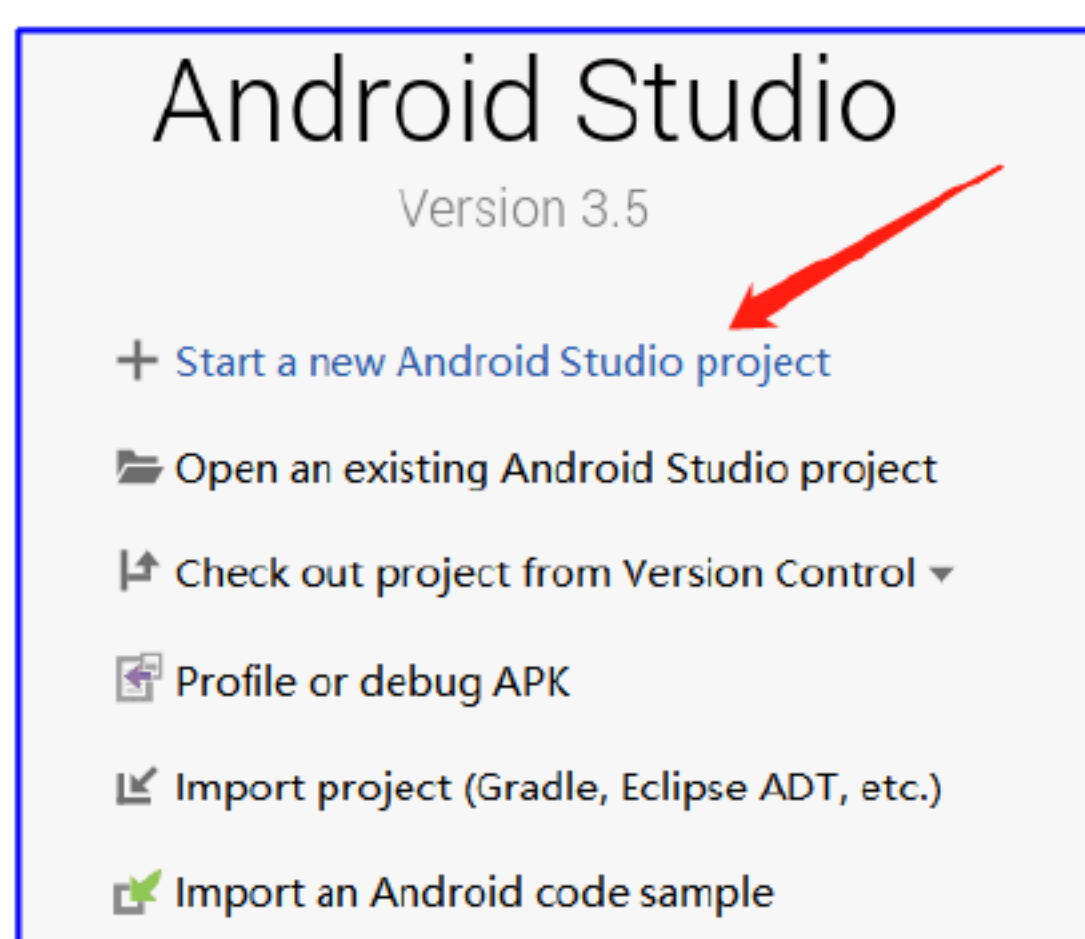 Android Studio
Version 3.5
Start a new Android Studio project
Open an existing Android Studio project
Check out project from Version Control
Profile or debug APK
Import project (Gradle, Eclipse ADT, etc.)
Import an Android code sample